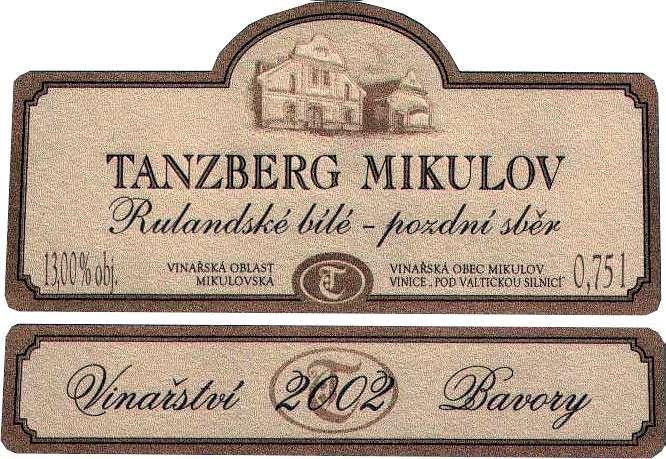 TANZBERG MIKULOV
Rulandské bílé - pozdní sběr
13,00% obj.
VINAŘSKÁ OBLAST
MIKULOVSKÁ
T
VINAŘSKÁ OBEC MIKULOV
VINICE . POD VALTICKOU SILNICÍ
0,75 l
Vinařství 2002 Bavory
T